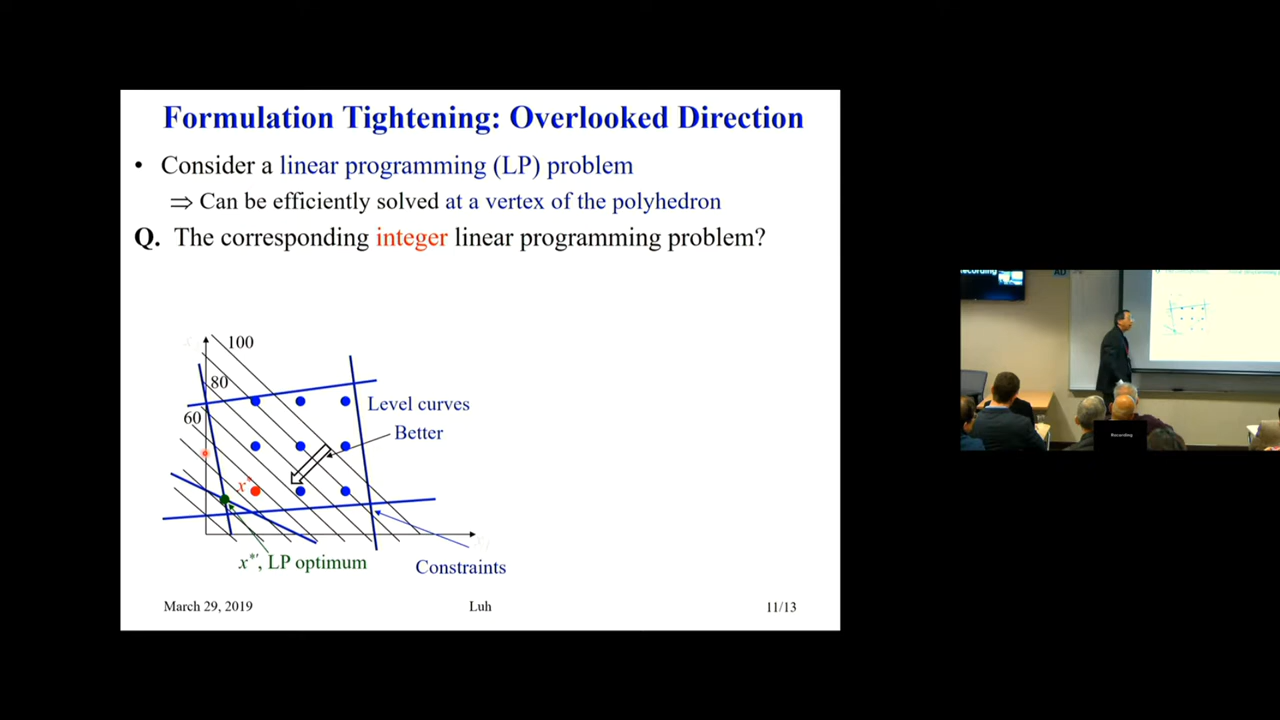 Formulation Tightening: Overlooked Direction
• Consider a linear programming (LP) problem
⇒ Can be efficiently solved at a vertex of the polyhedron
Q. The corresponding integer linear programming problem?
100
80
60
Level curves
Better
x*
x*', LP optimum
Constraints
March 29, 2019
Luh
11/13
Recording